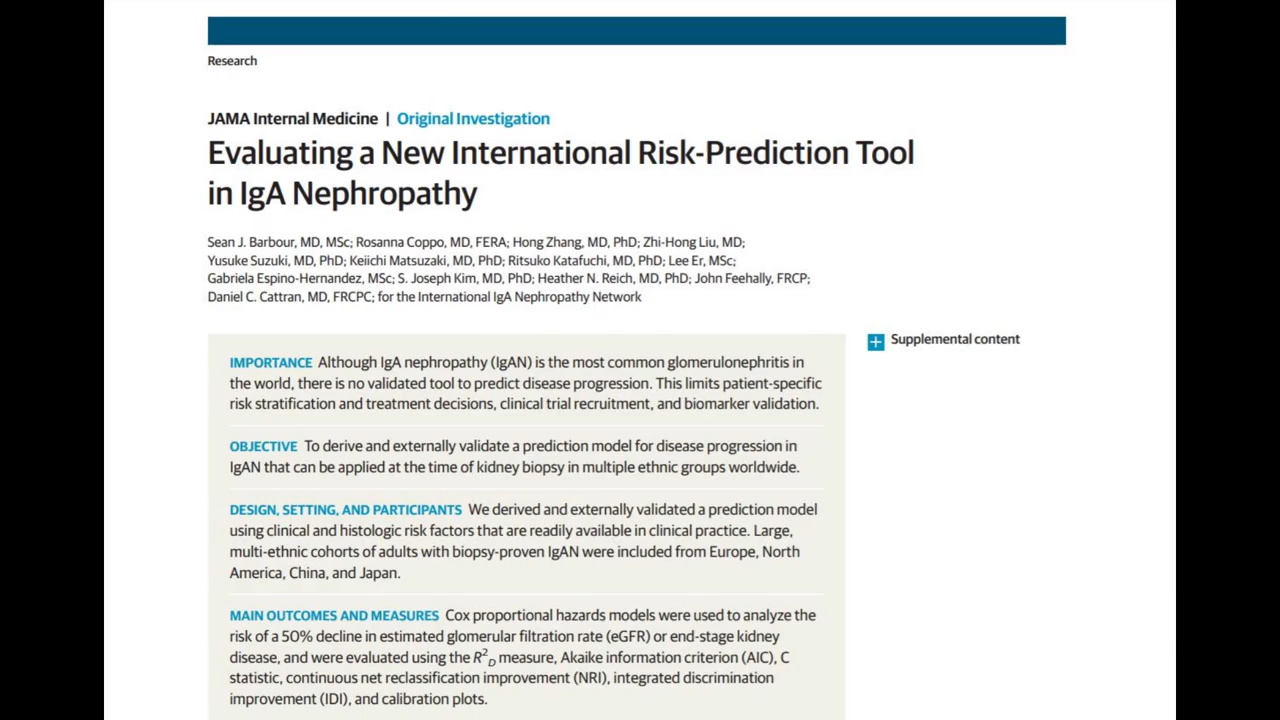 Research
JAMA Internal Medicine | Original Investigation
Evaluating a New International Risk-Prediction Tool
in IgA Nephropathy
Sean J. Barbour, MD, MSc; Rosanna Coppo, MD, FERA; Hong Zhang, MD, PhD; Zhi-Hong Liu, MD;
Yusuke Suzuki, MD, PhD; Keiichi Matsuzaki, MD, PhD; Ritsuko Katafuchi, MD, PhD; Lee Er, MSc;
Gabriela Espino-Hernandez, MSc; S. Joseph Kim, MD, PhD; Heather N. Reich, MD, PhD; John Feehally, FRCP;
Daniel C. Cattran, MD, FRCPC; for the International IgA Nephropathy Network
Supplemental content
IMPORTANCE Although IgA nephropathy (IgAN) is the most common glomerulonephritis in
the world, there is no validated tool to predict disease progression. This limits patient-specific
risk stratification and treatment decisions, clinical trial recruitment, and biomarker validation.
OBJECTIVE To derive and externally validate a prediction model for disease progression in
IgAN that can be applied at the time of kidney biopsy in multiple ethnic groups worldwide.
DESIGN, SETTING, AND PARTICIPANTS We derived and externally validated a prediction model
using clinical and histologic risk factors that are readily available in clinical practice. Large,
multi-ethnic cohorts of adults with biopsy-proven IgAN were included from Europe, North
America, China, and Japan.
MAIN OUTCOMES AND MEASURES Cox proportional hazards models were used to analyze the
risk of a 50% decline in estimated glomerular filtration rate (eGFR) or end-stage kidney
disease, and were evaluated using the R²D measure, Akaike information criterion (AIC), C
statistic, continuous net reclassification improvement (NRI), integrated discrimination
improvement (IDI), and calibration plots.